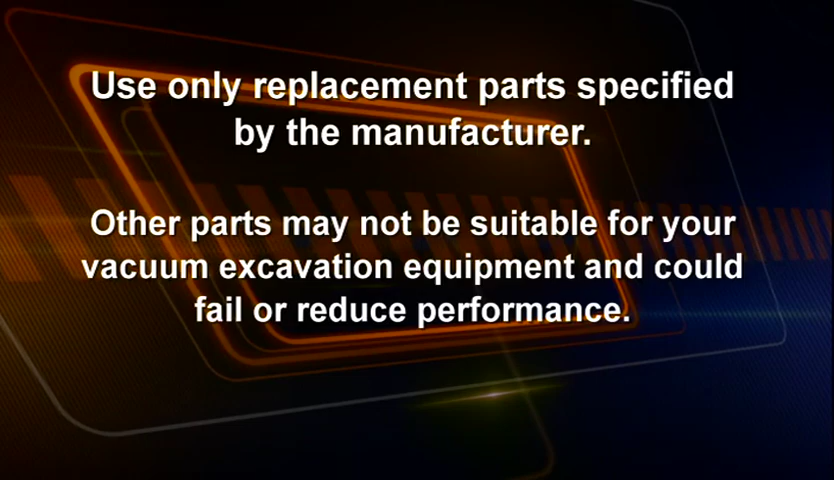 Use only replacement parts specified
by the manufacturer.
Other parts may not be suitable for your
vacuum excavation equipment and could
fail or reduce performance.